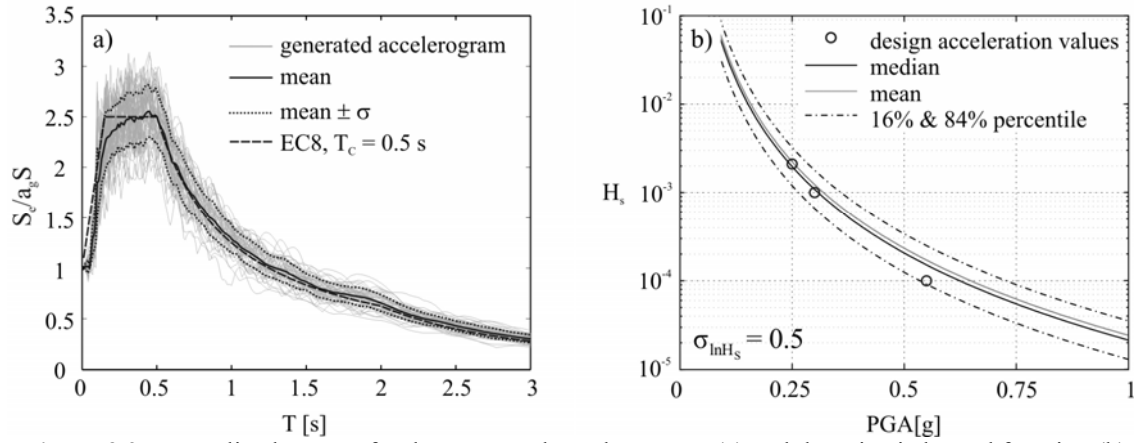 a)
generated accelerogram
mean
mean ± σ
EC8, T_C = 0.5 s
3.5
3
2.5
2
1.5
1
0.5
0
S_e/a_gS
0
0.5
1
1.5
2
2.5
3
T [s]
b)
design acceleration values
median
mean
16% & 84% percentile
10^-1
10^-2
10^-3
10^-4
10^-5
H_s
σ_lnH_S = 0.5
0
0.25
0.5
0.75
1
PGA[g]